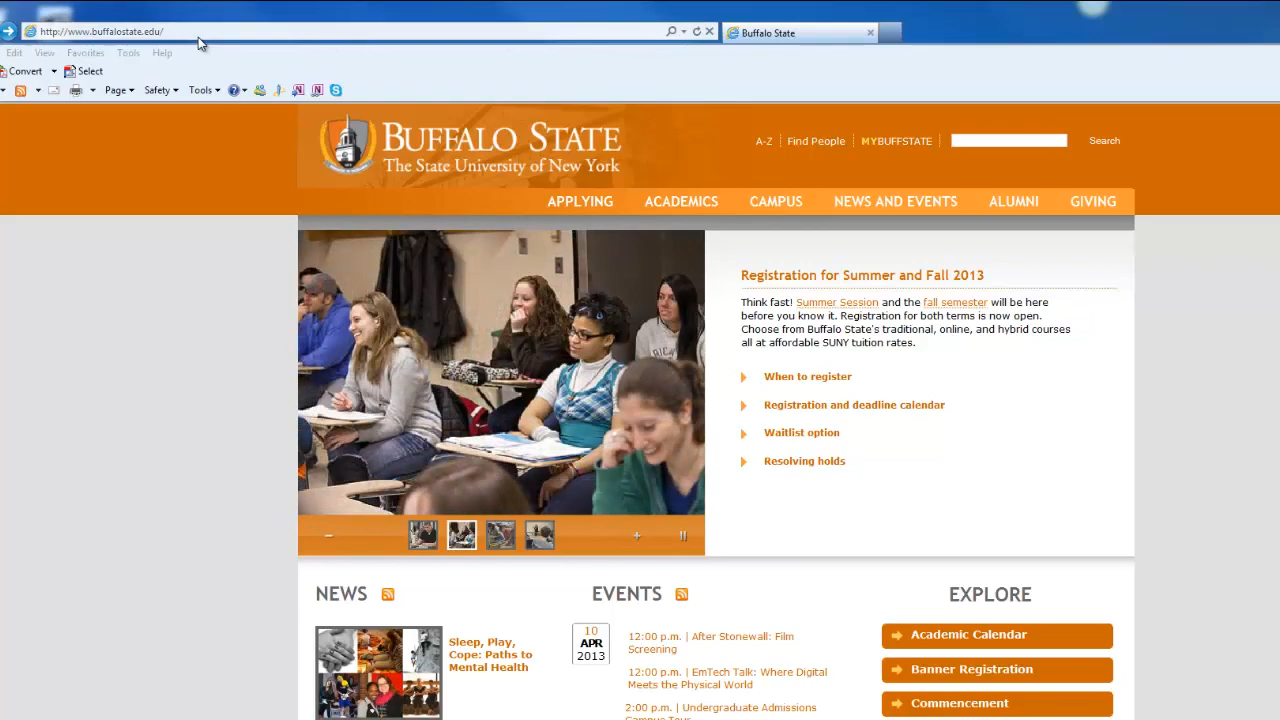 http://www.buffalostate.edu/
Buffalo State
Edit View Favorites Tools Help
Convert Select
Page Safety Tools
BUFFALO STATE
The State University of New York
A-Z Find People MYBUFFSTATE Search
APPLYING ACADEMICS CAMPUS NEWS AND EVENTS ALUMNI GIVING
Registration for Summer and Fall 2013
Think fast! Summer Session and the fall semester will be here
before you know it. Registration for both terms is now open.
Choose from Buffalo State's traditional, online, and hybrid courses
all at affordable SUNY tuition rates.
When to register
Registration and deadline calendar
Waitlist option
Resolving holds
NEWS
Sleep, Play,
Cope: Paths to
Mental Health
EVENTS
10
APR
2013
12:00 p.m. | After Stonewall: Film
Screening
12:00 p.m. | EmTech Talk: Where Digital
Meets the Physical World
2:00 p.m. | Undergraduate Admissions
Campus Tour
EXPLORE
Academic Calendar
Banner Registration
Commencement